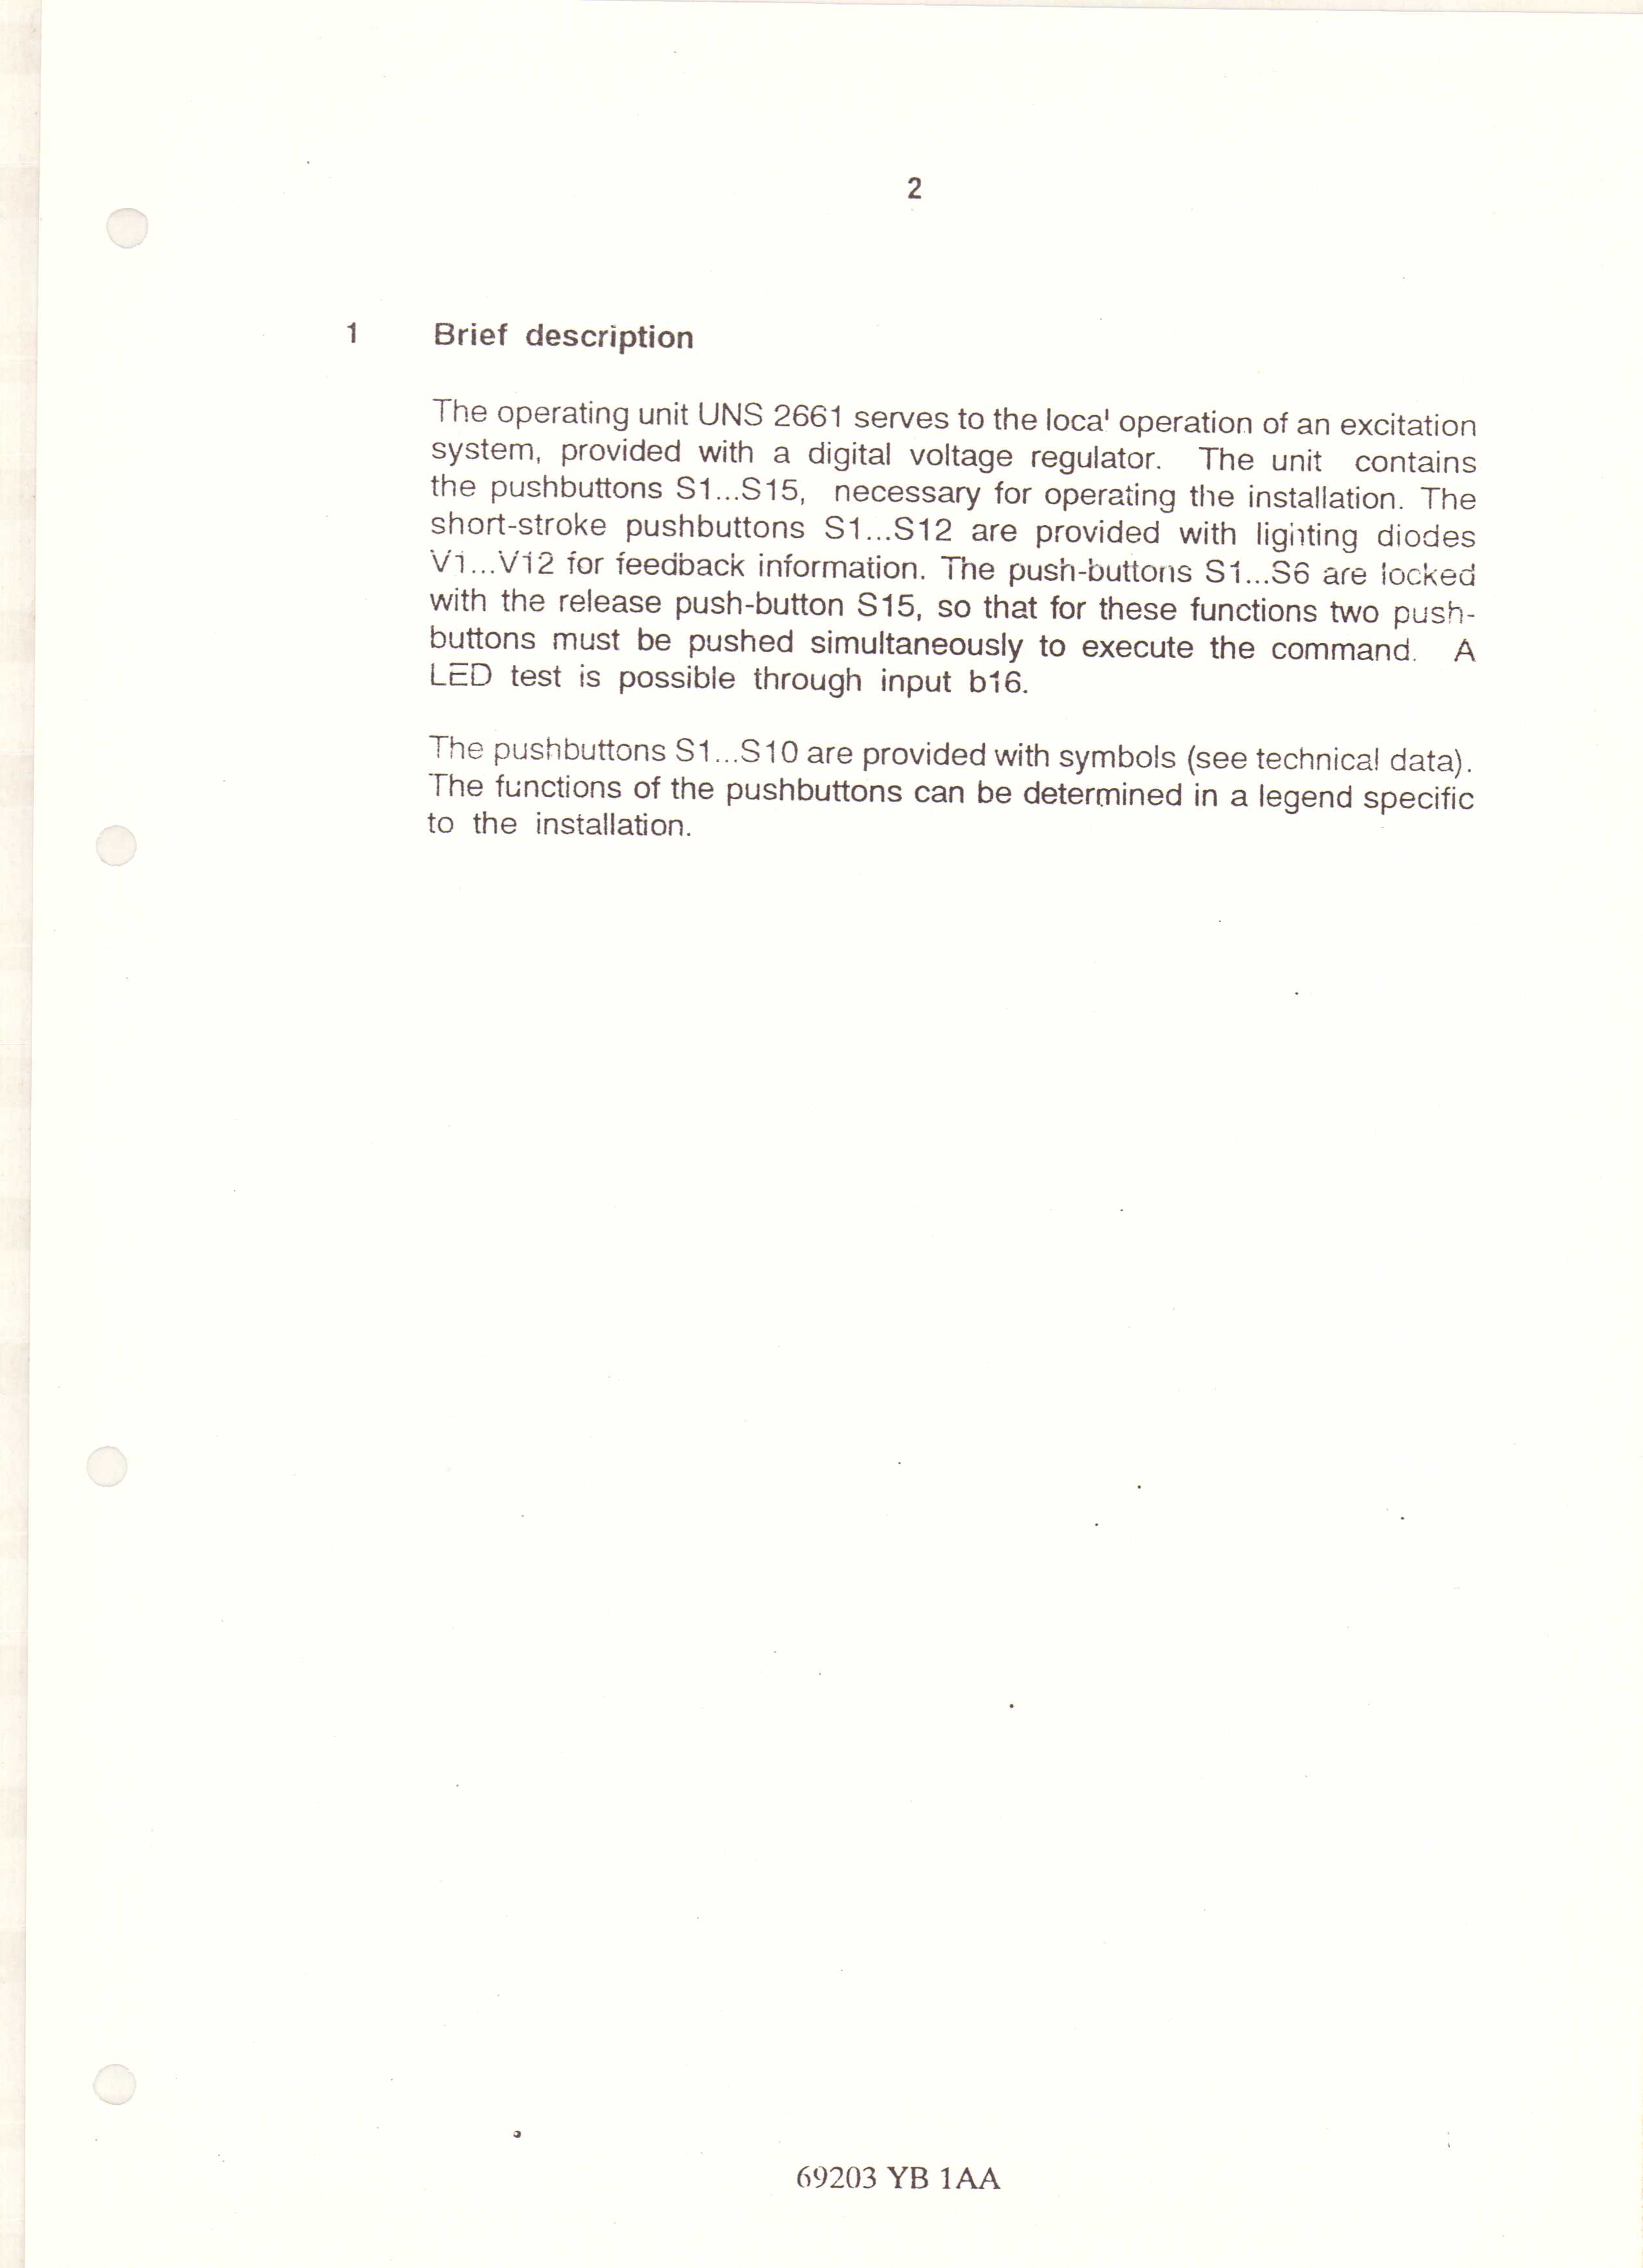 2
1 Brief description
The operating unit UNS 2661 serves to the local operation of an excitation
system, provided with a digital voltage regulator. The unit contains
the pushbuttons S1...S15, necessary for operating the installation. The
short-stroke pushbuttons S1...S12 are provided with lighting diodes
V1...V12 for feedback information. The push-buttons S1...S6 are locked
with the release push-button S15, so that for these functions two push-
buttons must be pushed simultaneously to execute the command. A
LED test is possible through input b16.
The pushbuttons S1...S10 are provided with symbols (see technical data).
The functions of the pushbuttons can be determined in a legend specific
to the installation.
69203 YB 1AA